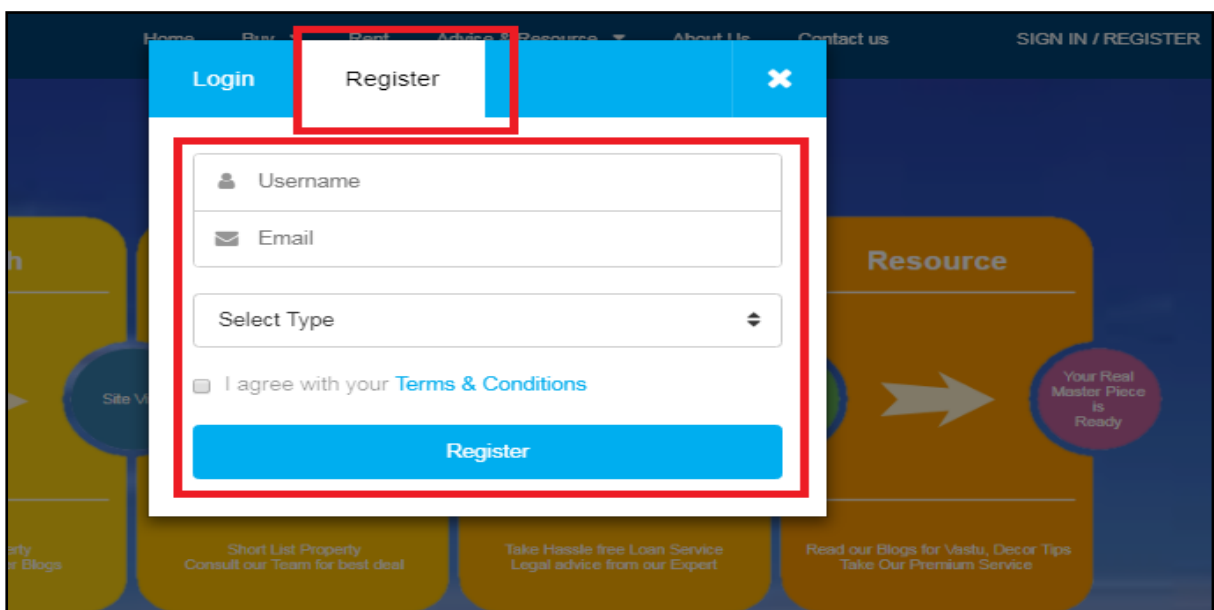 Home Buy Rent Advise & Resource About Us Contact us SIGN IN / REGISTER
Login Register
Username
Email
Select Type
I agree with your Terms & Conditions
Register
h
Resource
Site
Your Real
Master Piece
is
Ready
Short List Property
Consult our Team for best deal
Take Hassle free Loan Service
Legal advice from our Expert
Read our Blogs for Vastu, Decor Tips
Take Our Premium Service
erty
r Blogs